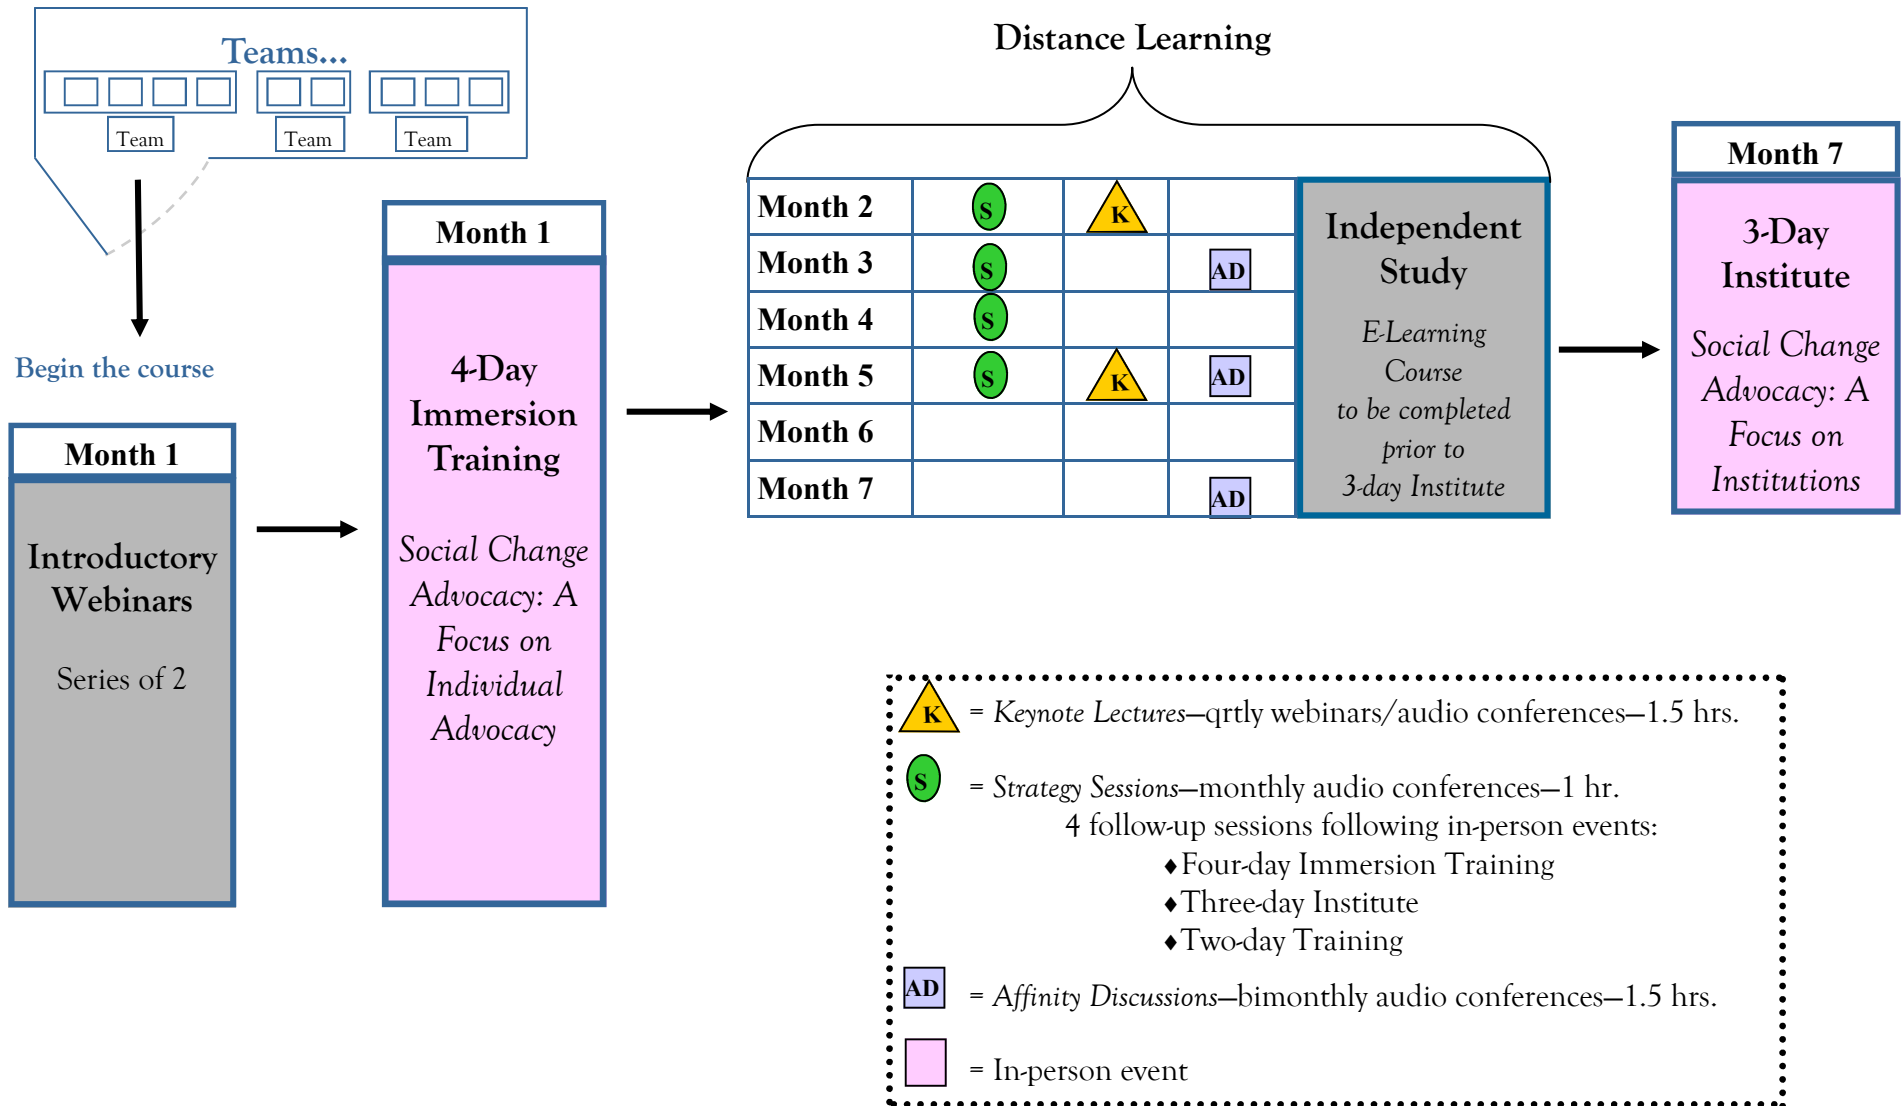 Teams...
Team
Team
Team
Begin the course
Month 1
Introductory
Webinars
Series of 2
Month 1
4-Day
Immersion
Training
Social Change
Advocacy: A
Focus on
Individual
Advocacy
Distance Learning
Month 2 S K
Month 3 S AD
Month 4 S
Month 5 S K AD
Month 6
Month 7 AD
Independent
Study
E-Learning
Course
to be completed
prior to
3-day Institute
Month 7
3-Day
Institute
Social Change
Advocacy: A
Focus on
Institutions
K = Keynote Lectures—qrtly webinars/audio conferences—1.5 hrs.
S = Strategy Sessions—monthly audio conferences—1 hr.
4 follow-up sessions following in-person events:
♦Four-day Immersion Training
♦Three-day Institute
♦Two-day Training
AD = Affinity Discussions—bimonthly audio conferences—1.5 hrs.
= In-person event